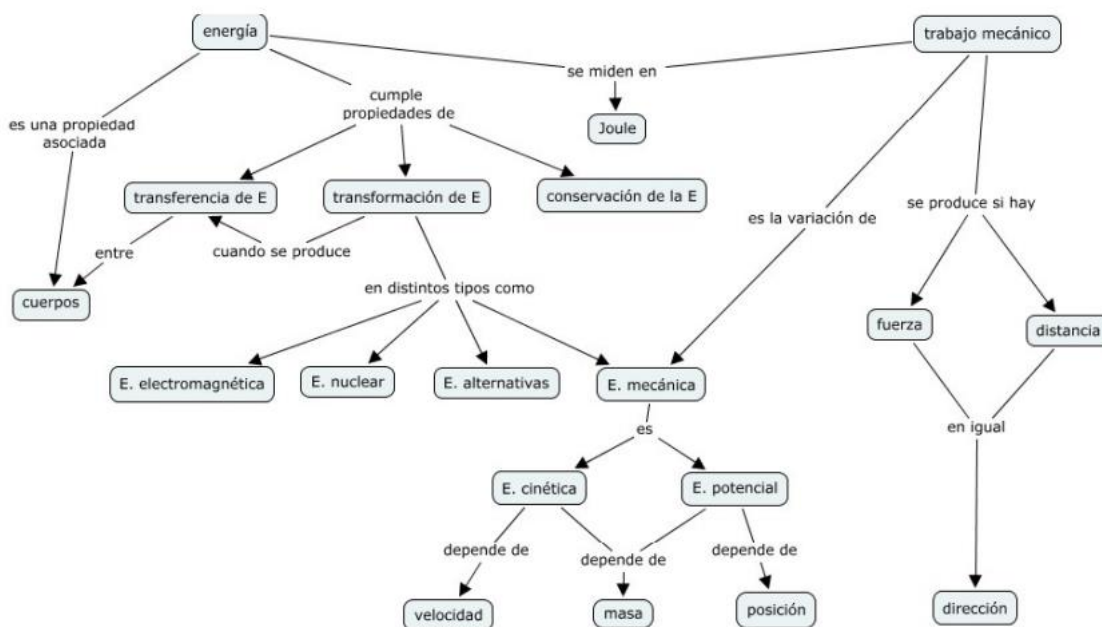 energía
trabajo mecánico
se miden en
cumple
propiedades de
Joule
es una propiedad
asociada
transferencia de E
transformación de E
conservación de la E
se produce si hay
es la variación de
entre
cuando se produce
cuerpos
en distintos tipos como
fuerza
distancia
E. electromagnética
E. nuclear
E. alternativas
E. mecánica
es
en igual
E. cinética
E. potencial
depende de
depende de
depende de
velocidad
masa
posición
dirección